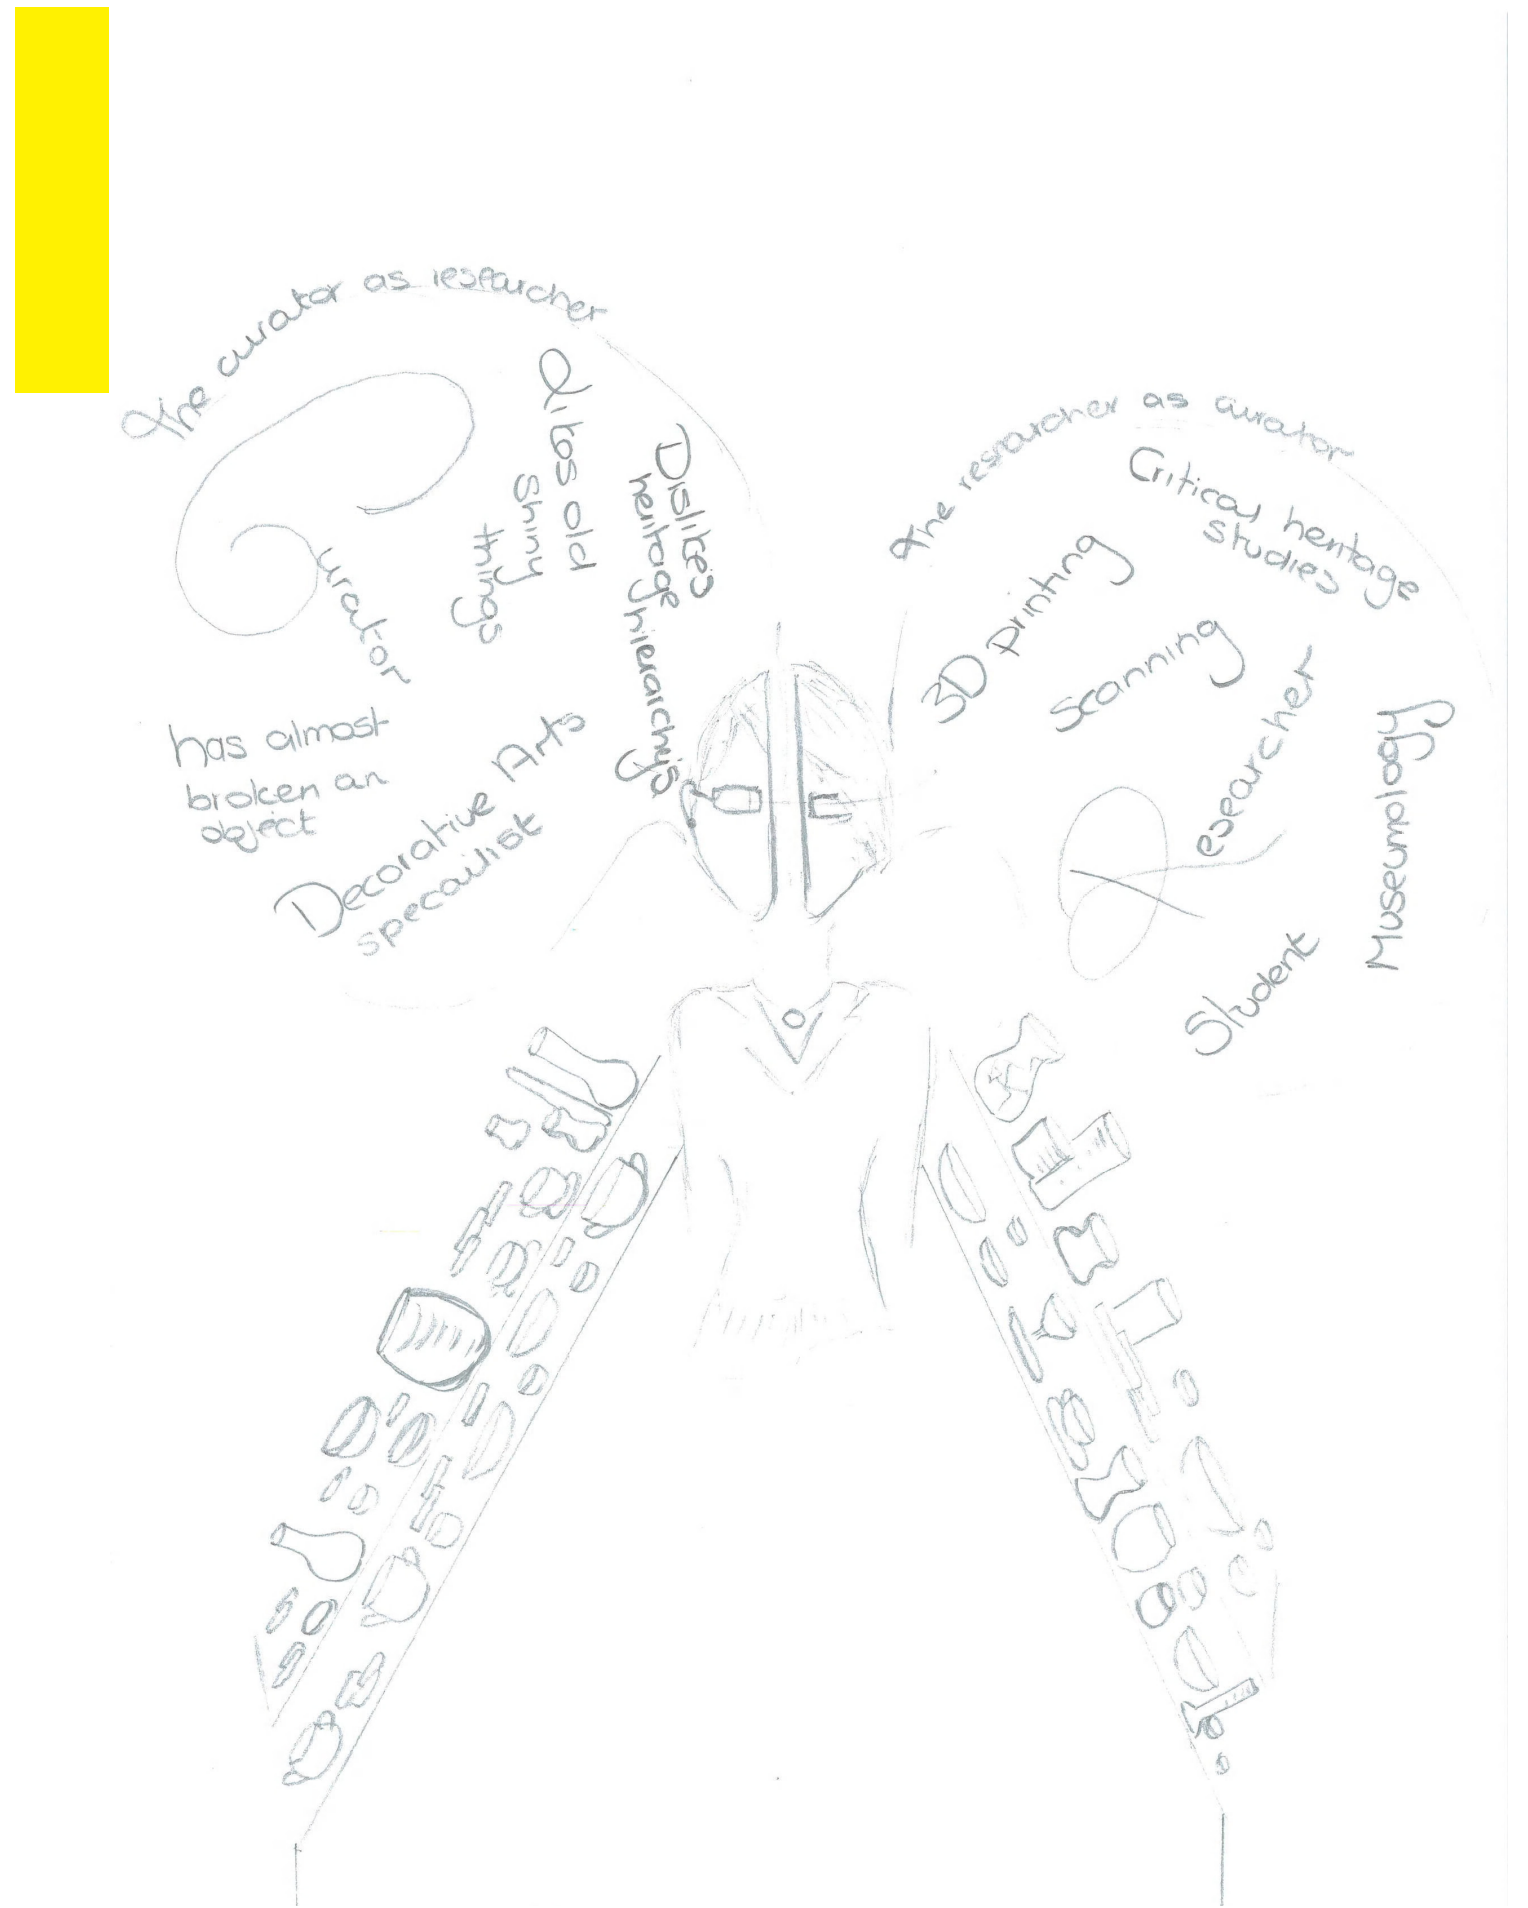 The curator as researcher
Curator
Likes old
shiny
things
Dislikes
heritage
hierarchys
has almost
broken an
object
Decorative Arts
specailist
The researcher as curator
Critical heritage
studies
3D printing
Scanning
Researcher
Museumology
Student